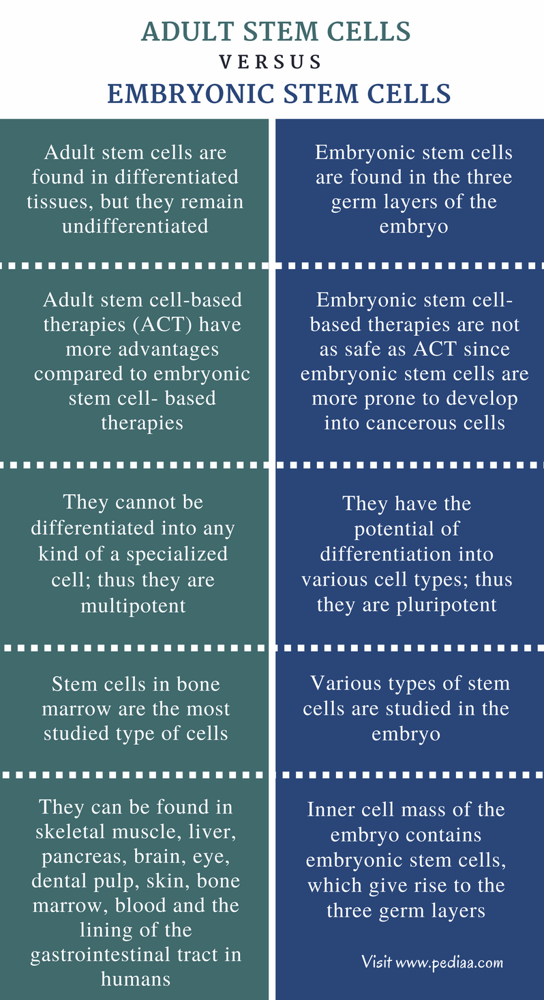 ADULT STEM CELLS
VERSUS
EMBRYONIC STEM CELLS
Adult stem cells are
found in differentiated
tissues, but they remain
undifferentiated
Embryonic stem cells
are found in the three
germ layers of the
embryo
Adult stem cell-based
therapies (ACT) have
more advantages
compared to embryonic
stem cell- based
therapies
Embryonic stem cell-
based therapies are not
as safe as ACT since
embryonic stem cells are
more prone to develop
into cancerous cells
They cannot be
differentiated into any
kind of a specialized
cell; thus they are
multipotent
They have the
potential of
differentiation into
various cell types; thus
they are pluripotent
Stem cells in bone
marrow are the most
studied type of cells
Various types of stem
cells are studied in the
embryo
They can be found in
skeletal muscle, liver,
pancreas, brain, eye,
dental pulp, skin, bone
marrow, blood and the
lining of the
gastrointestinal tract in
humans
Inner cell mass of the
embryo contains
embryonic stem cells,
which give rise to the
three germ layers
Visit www.pediaa.com